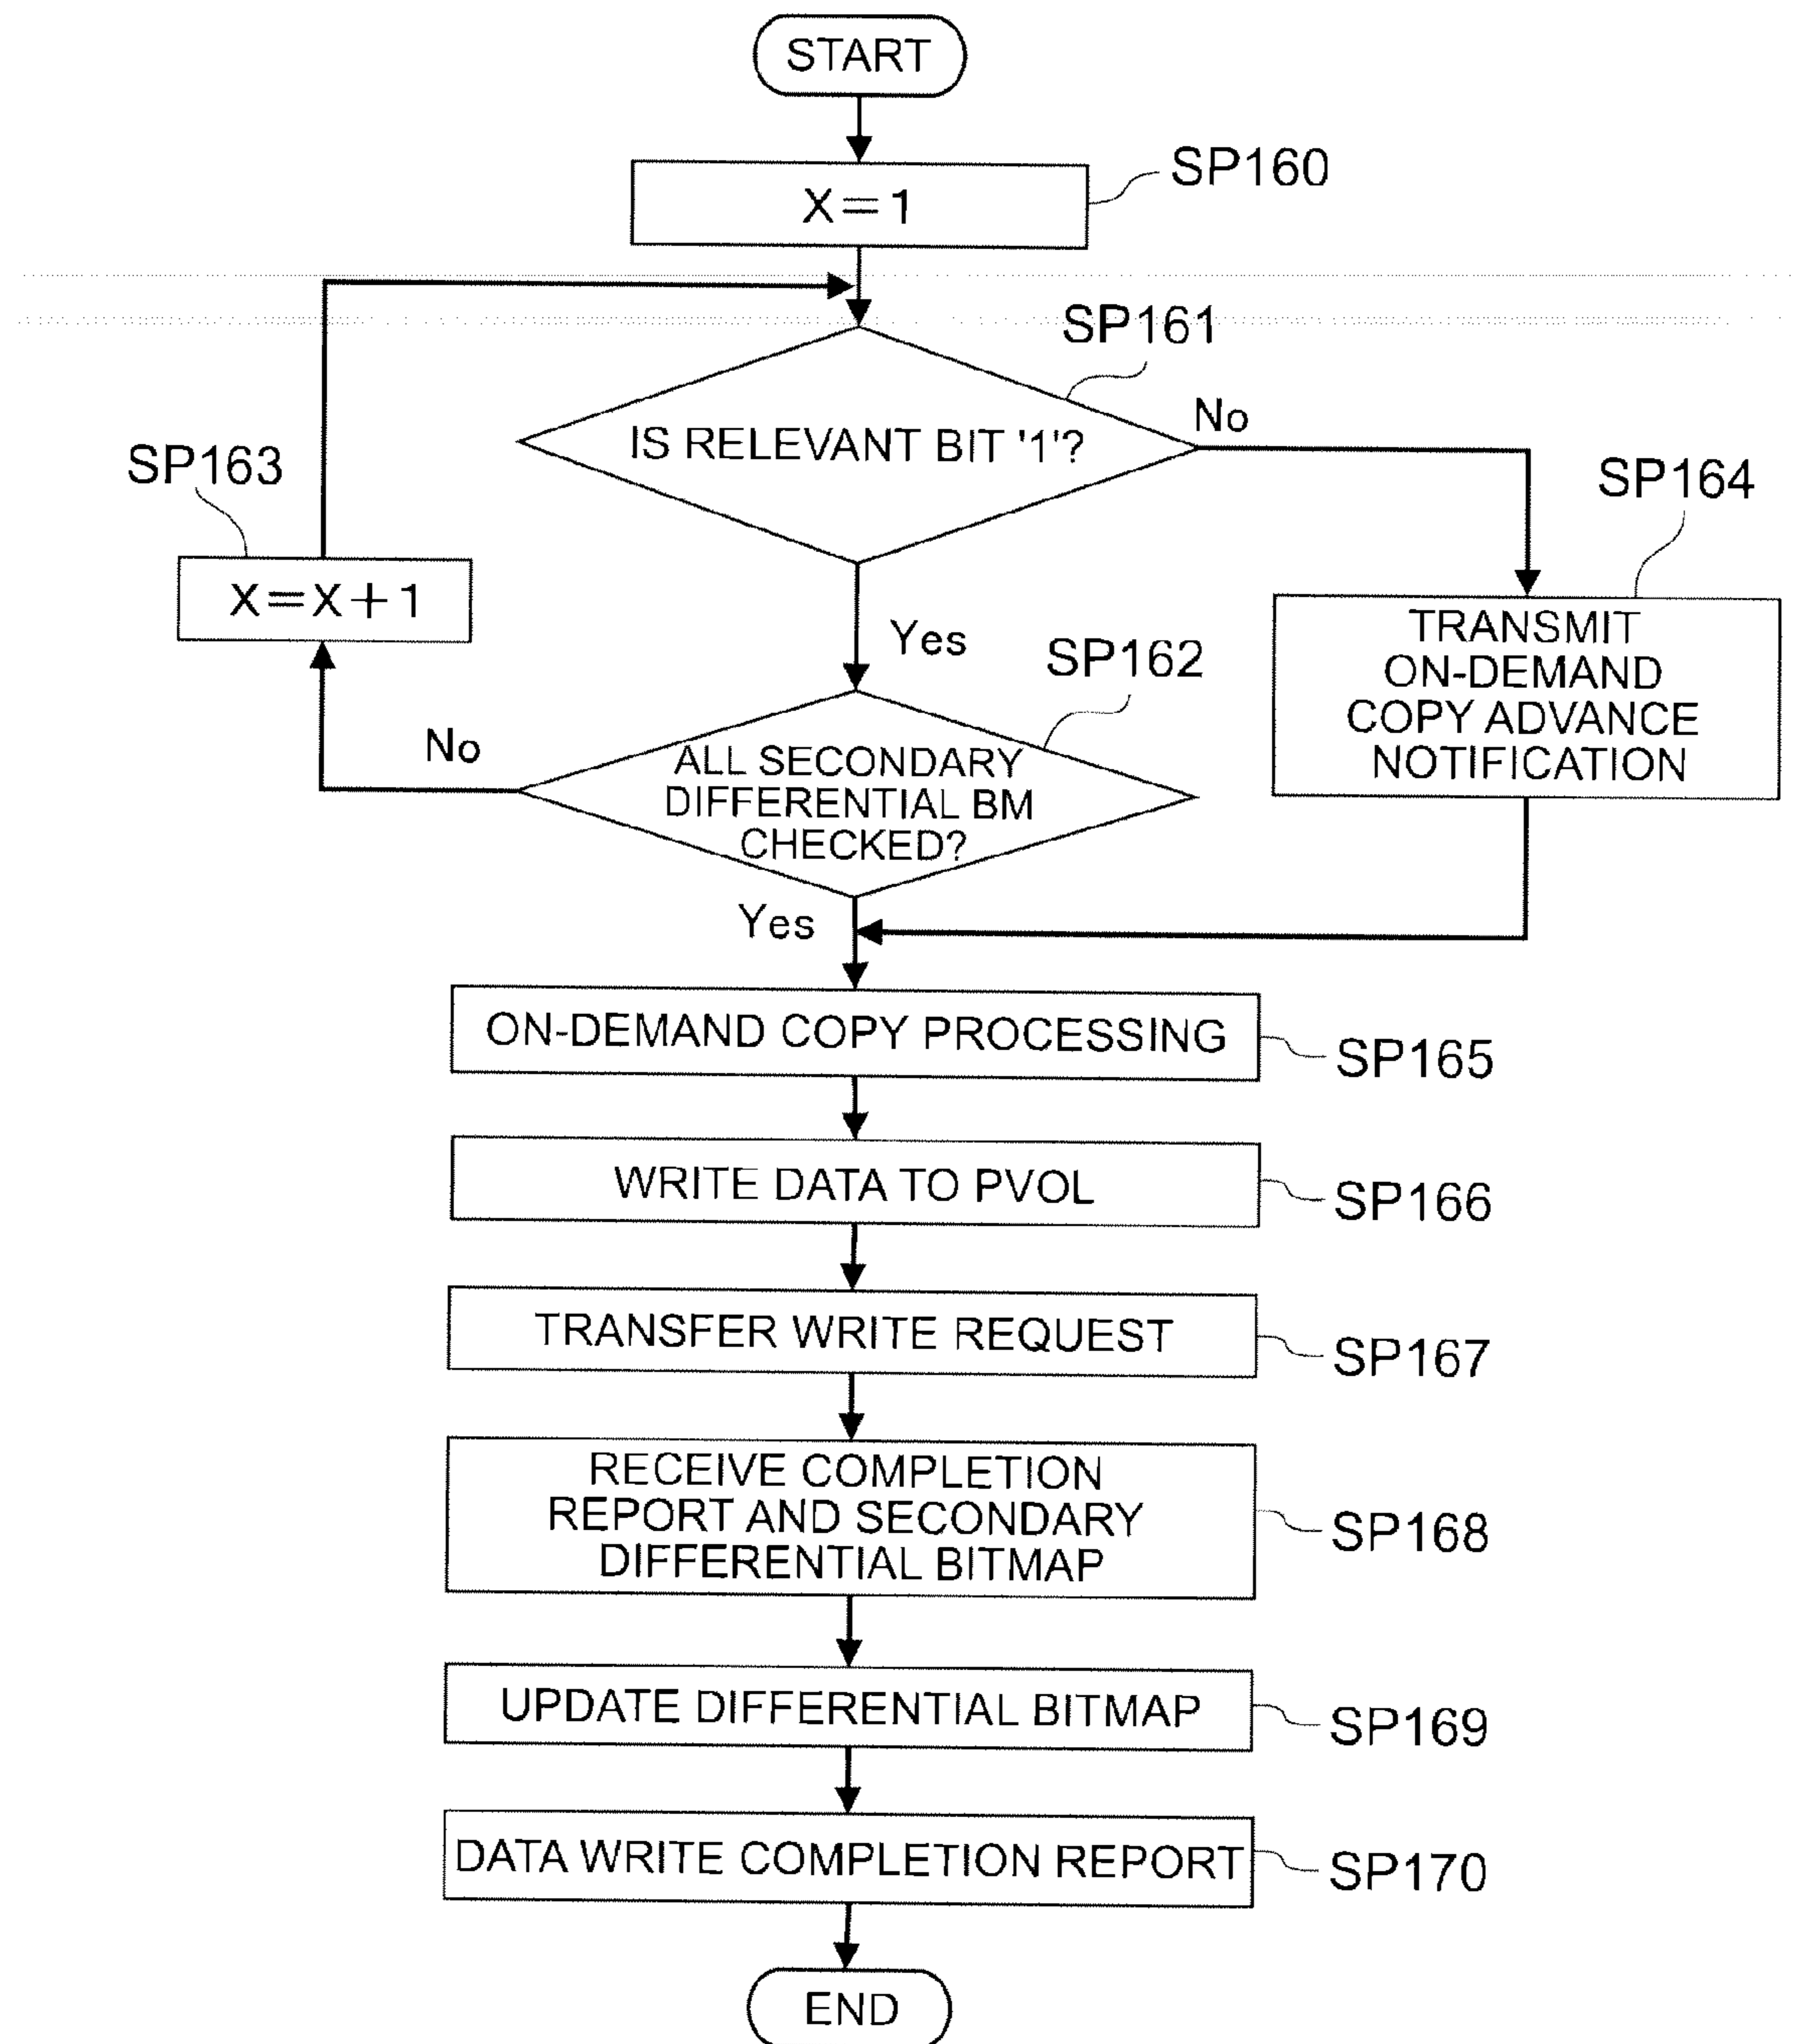 START
SP160
X=1
SP161
No
IS RELEVANT BIT '1'?
SP163
SP164
X=X+1
TRANSMIT
ON-DEMAND
COPY ADVANCE
NOTIFICATION
Yes
SP162
No
ALL SECONDARY
DIFFERENTIAL BM
CHECKED?
Yes
ON-DEMAND COPY PROCESSING
SP165
WRITE DATA TO PVOL
SP166
TRANSFER WRITE REQUEST
SP167
RECEIVE COMPLETION
REPORT AND SECONDARY
DIFFERENTIAL BITMAP
SP168
UPDATE DIFFERENTIAL BITMAP
SP169
DATA WRITE COMPLETION REPORT
SP170
END